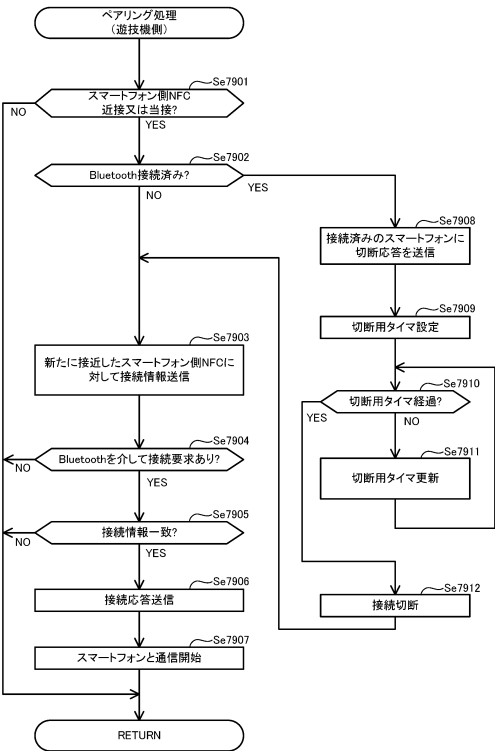 ペアリング処理
(遊技機側)
Se7901
スマートフォン側NFC
近接又は当接?
NO
YES
Se7902
Bluetooth接続済み?
YES
NO
Se7908
接続済みのスマートフォンに
切断応答を送信
Se7909
切断用タイマ設定
Se7903
新たに接近したスマートフォン側NFCに
対して接続情報送信
Se7910
切断用タイマ経過?
YES
NO
Se7904
Bluetoothを介して接続要求あり?
NO
YES
Se7911
切断用タイマ更新
Se7905
接続情報一致?
NO
YES
Se7906
接続応答送信
Se7912
接続切断
Se7907
スマートフォンと通信開始
RETURN